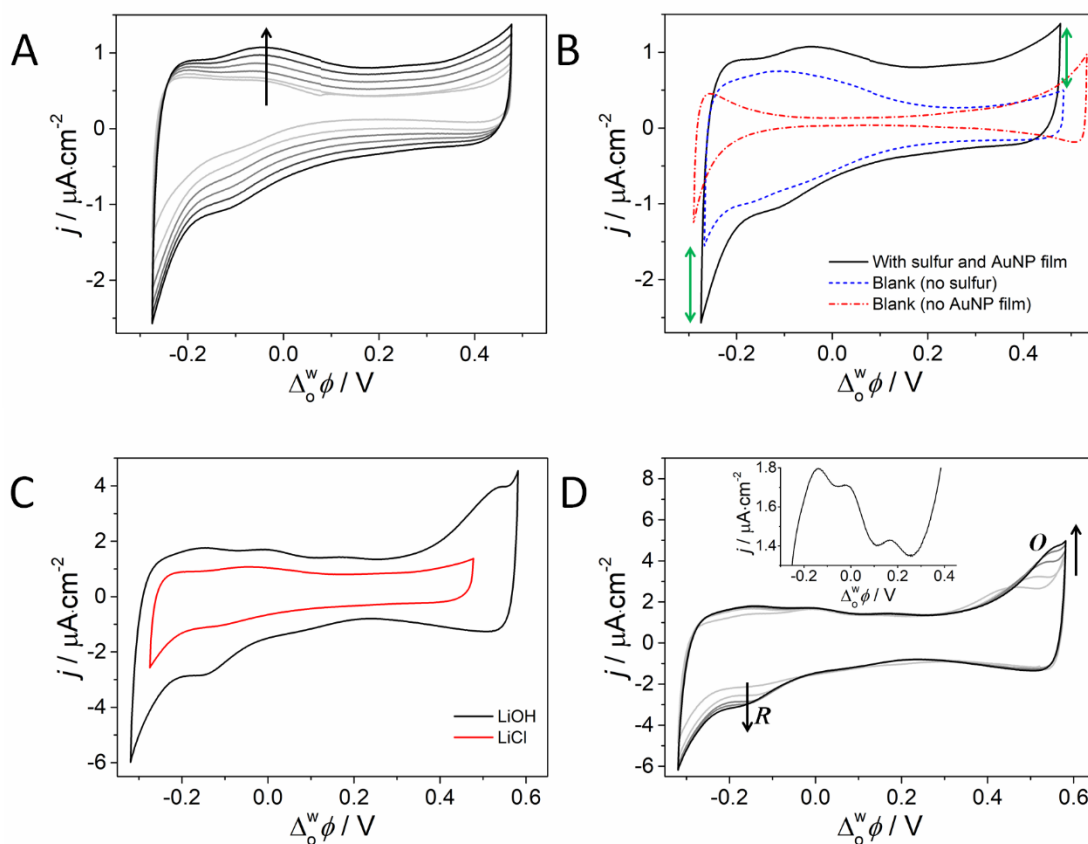 A
1
0
-1
-2
-0.2 0.0 0.2 0.4
j / μA·cm⁻²
Δ_o^w ϕ / V
B
1
0
-1
-2
-0.2 0.0 0.2 0.4
j / μA·cm⁻²
Δ_o^w ϕ / V
With sulfur and AuNP film
Blank (no sulfur)
Blank (no AuNP film)
C
4
2
0
-2
-4
-6
-0.2 0.0 0.2 0.4 0.6
j / μA·cm⁻²
Δ_o^w ϕ / V
LiOH
LiCl
D
8
6
4
2
0
-2
-4
-6
-0.2 0.0 0.2 0.4 0.6
j / μA·cm⁻²
Δ_o^w ϕ / V
1.8
1.6
1.4
-0.2 0.0 0.2 0.4
j / μA·cm⁻²
Δ_o^w ϕ / V
O
R